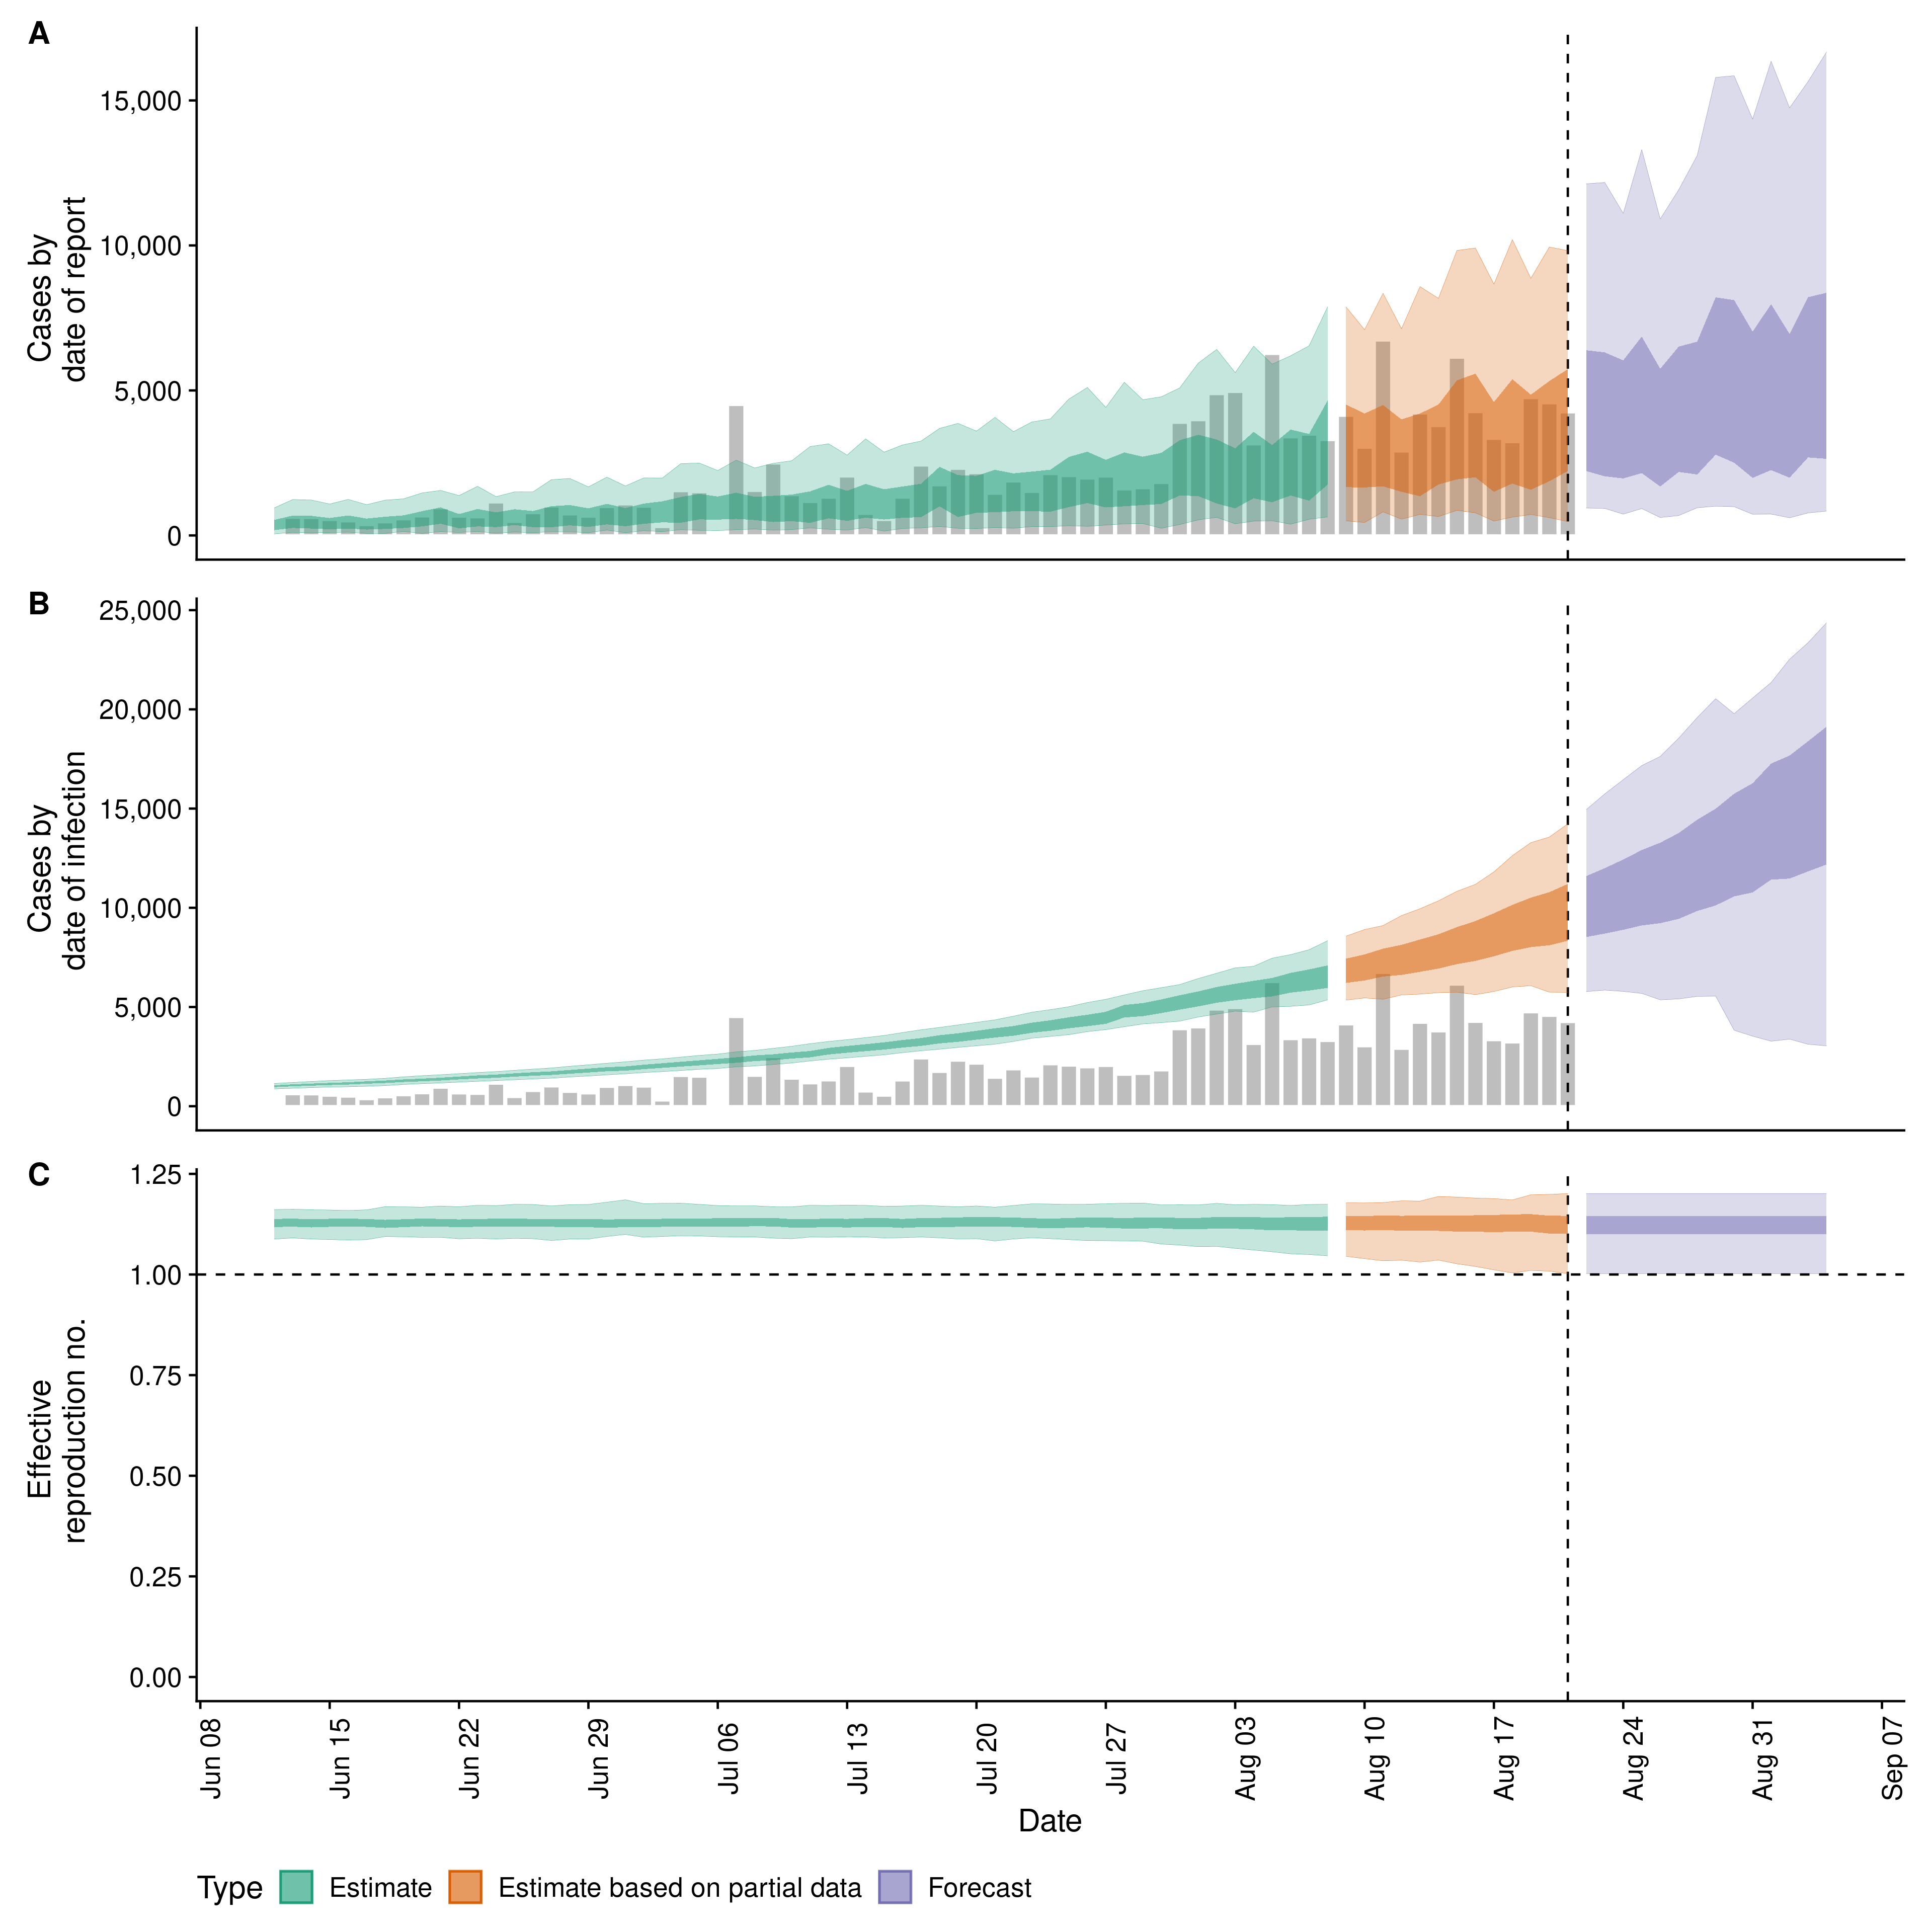 A
Cases by
date of report
15,000
10,000
5,000
0
B
Cases by
date of infection
25,000
20,000
15,000
10,000
5,000
0
C
Effective
reproduction no.
1.25
1.00
0.75
0.50
0.25
0.00
Jun 08
Jun 15
Jun 22
Jun 29
Jul 06
Jul 13
Jul 20
Jul 27
Aug 03
Aug 10
Aug 17
Aug 24
Aug 31
Sep 07
Date
Type Estimate Estimate based on partial data Forecast